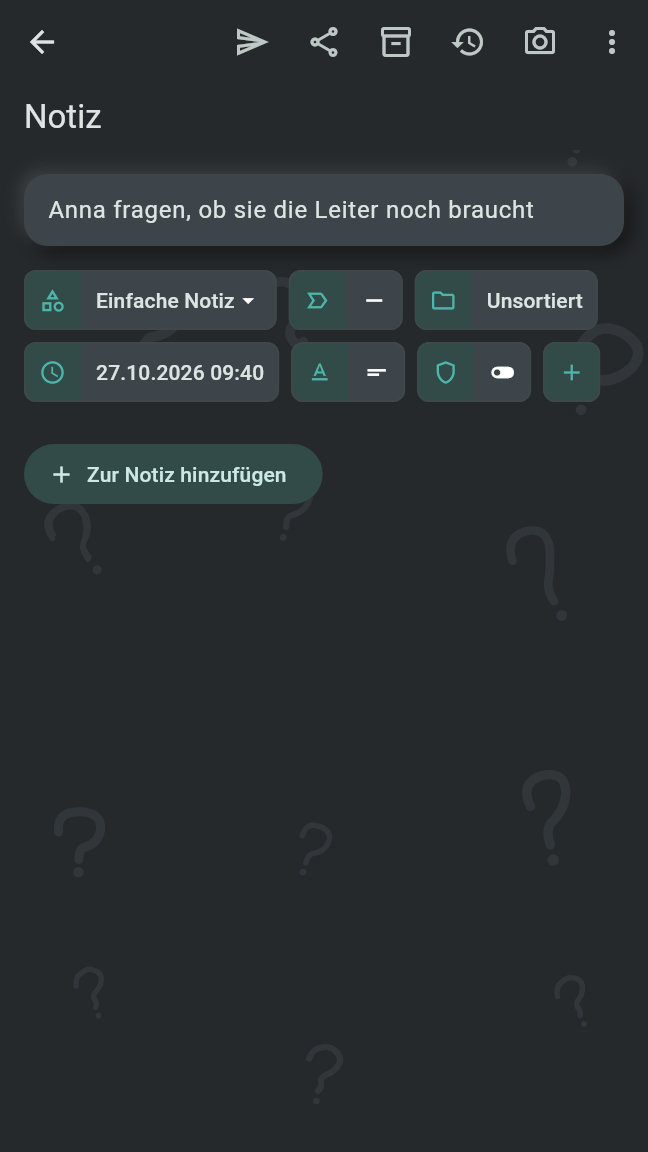 Notiz
Anna fragen, ob sie die Leiter noch braucht
Einfache Notiz
Unsortiert
27.10.2026 09:40
Zur Notiz hinzufügen